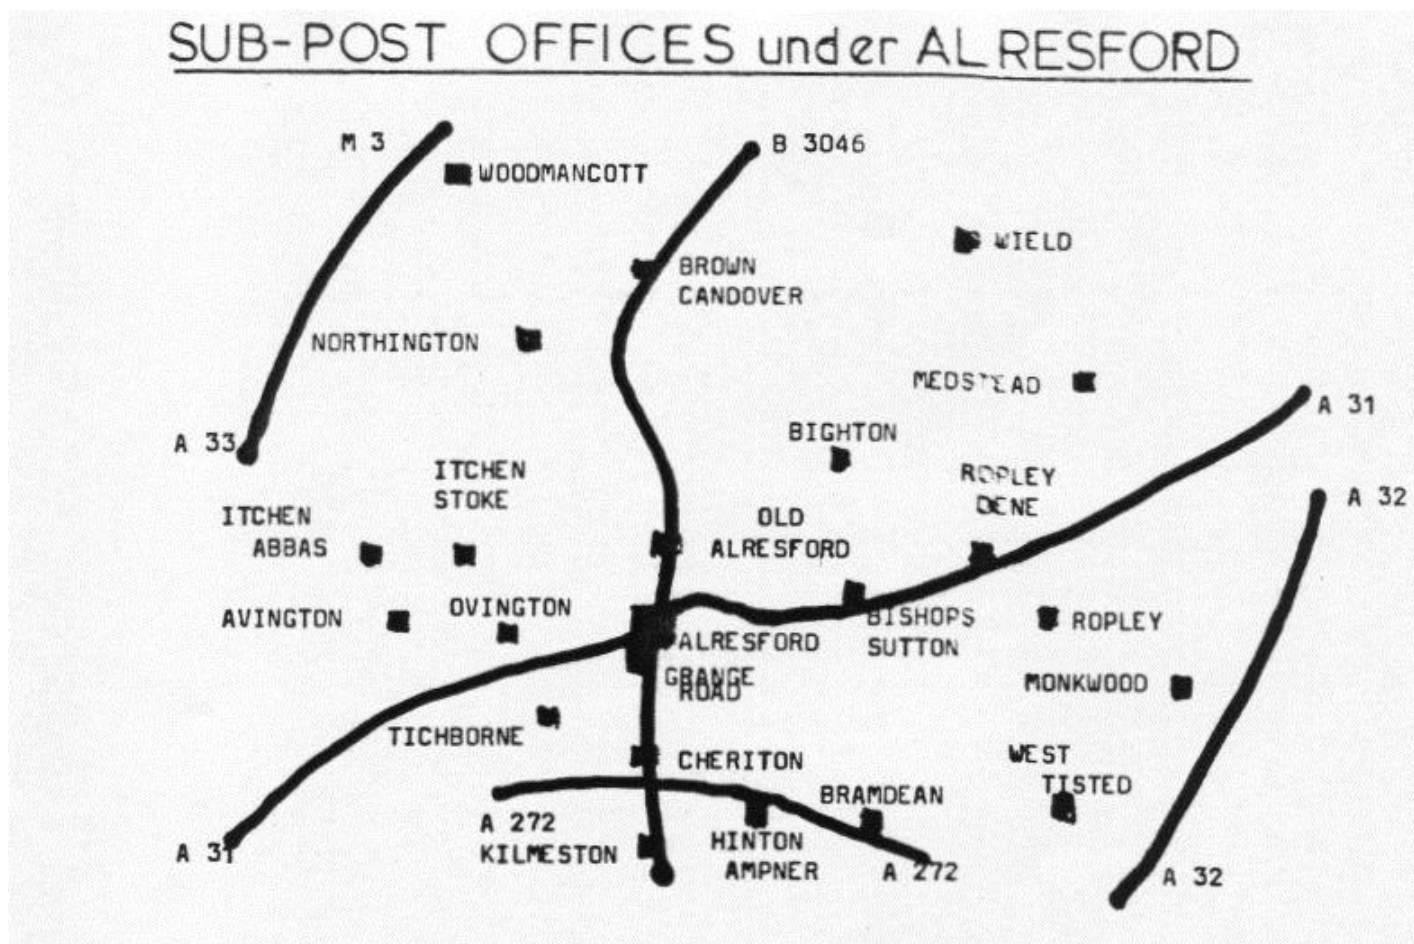 SUB-POST OFFICES under ALRESFORD
M 3
B 3046
WOODMANCOTT
WIELD
BROWN
CANDOVER
NORTHINGTON
MEDSTEAD
A 31
BIGHTON
A 33
ITCHEN
STOKE
ROPLEY
DENE
A 32
ITCHEN
ABBAS
OLD
ALRESFORD
AVINGTON
OVINGTON
BISHOPS
SUTTON
ROPLEY
ALRESFORD
GRANGE
ROAD
MONKWOOD
TICHBORNE
CHERITON
WEST
TISTED
BRAMDEAN
A 272
KILMESTON
HINTON
AMPNER
A 272
A 31
A 32